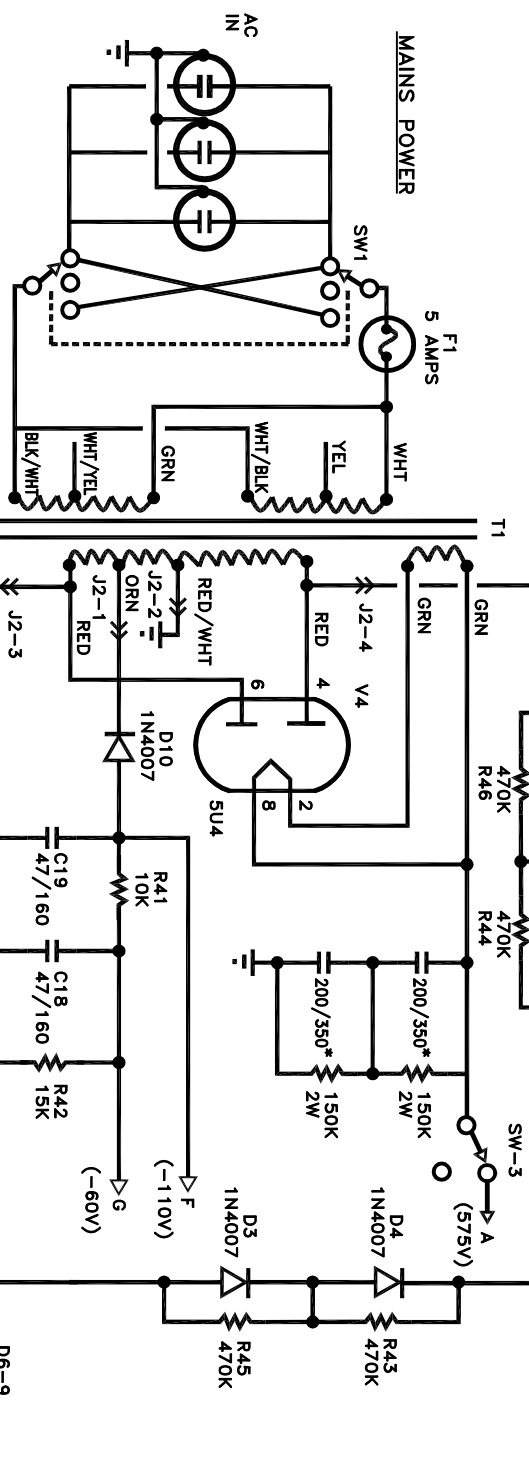 MAINS POWER
AC
IN
SW1
F1
5 AMPS
WHT
YEL
WHT/BLK
GRN
WHT/YEL
BLK/WHT
T1
GRN
GRN
J2-4
RED
RED/WHT
J2-2
ORN
J2-1
RED
J2-3
V4
4
6
2
8
5U4
D10
1N4007
R46
470K
R44
470K
R41
10K
C19
47/160
C18
47/160
R42
15K
200/350*
200/350*
150K
2W
150K
2W
SW-3
A
(575V)
F
(-110V)
G
(-60V)
D4
1N4007
D3
1N4007
R43
470K
R45
470K
D6-9